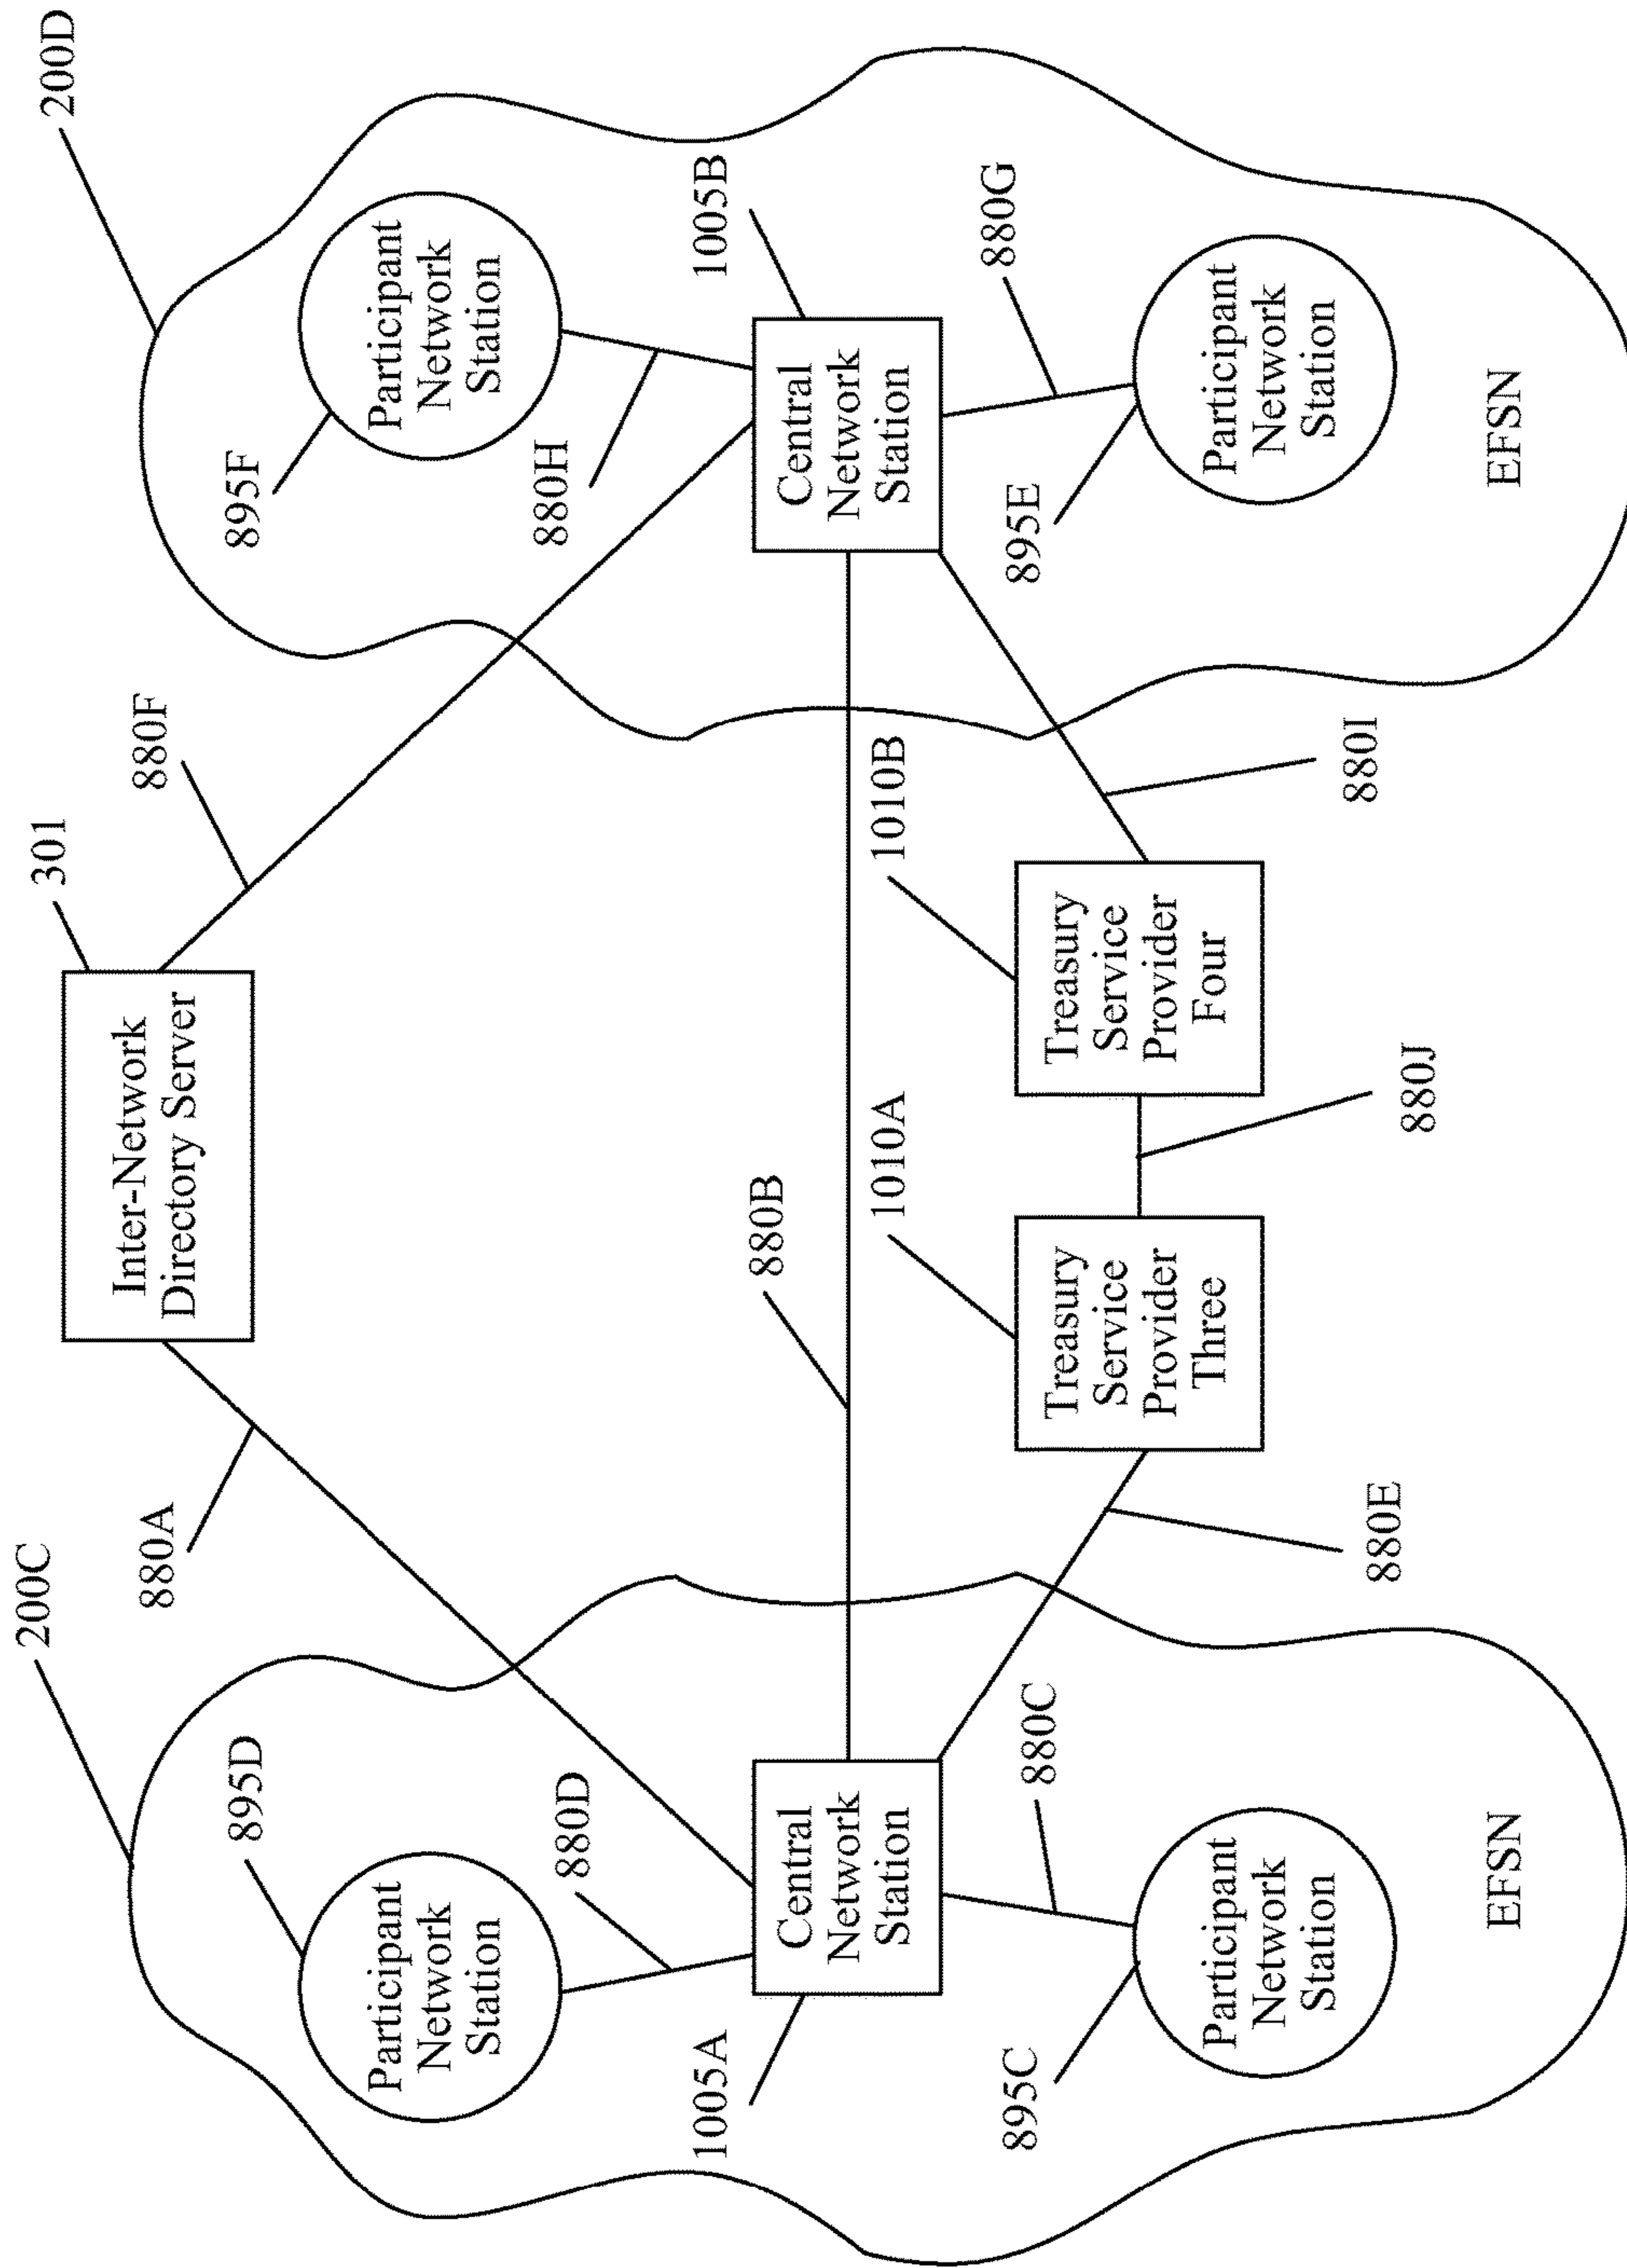 200C
880A
301
880F
200D
Inter-Network
Directory Server
895D
Participant
Network
Station
880D
895F
Participant
Network
Station
880H
1005A
Central
Network
Station
880B
Central
Network
Station
1005B
895C
880C
Participant
Network
Station
EFSN
1010A
Treasury
Service
Provider
Three
1010B
Treasury
Service
Provider
Four
880E
880J
880I
895E
880G
Participant
Network
Station
EFSN